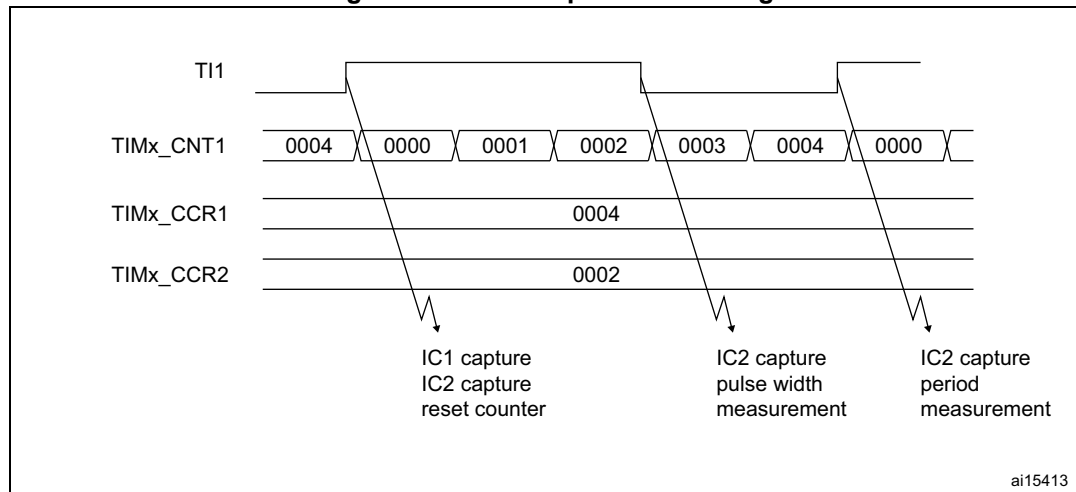 TI1
TIMx_CNT1 0004 0000 0001 0002 0003 0004 0000
TIMx_CCR1 0004
TIMx_CCR2 0002
IC1 capture
IC2 capture
reset counter
IC2 capture
pulse width
measurement
IC2 capture
period
measurement
ai15413